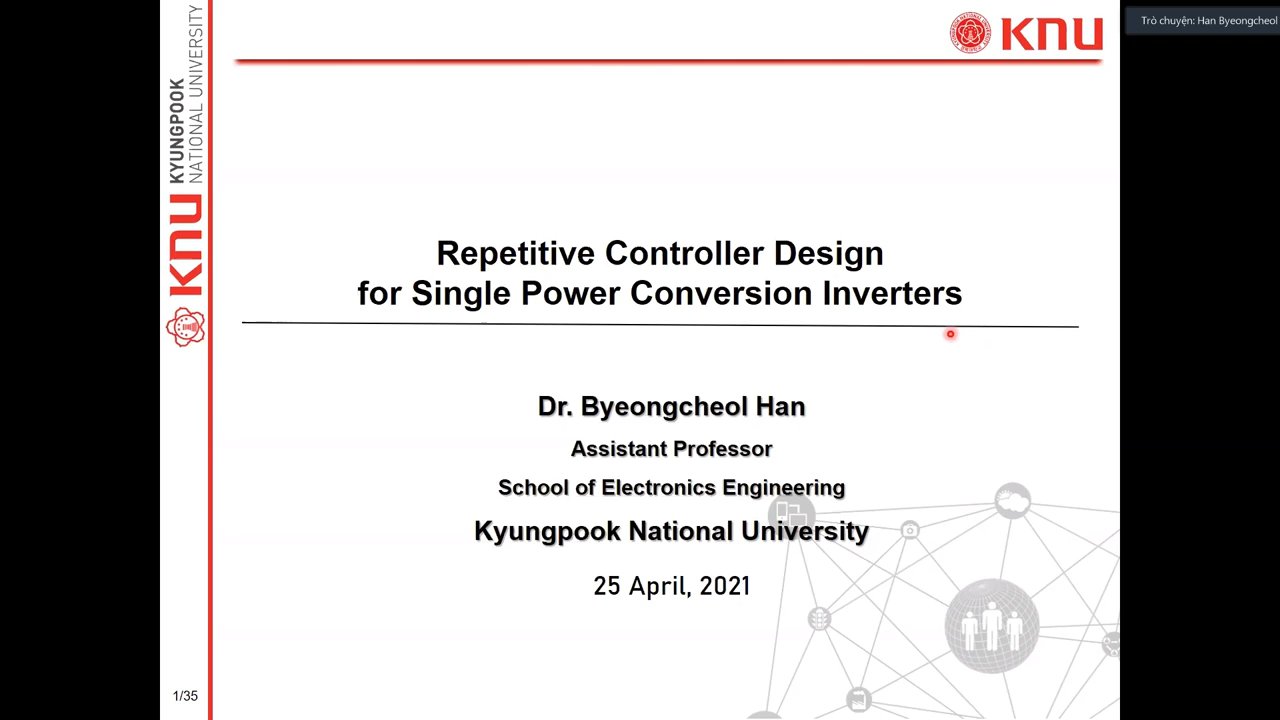 KYUNGPOOK
NATIONAL UNIVERSITY
KNU
KNU
Trò chuyện: Han Byeongcheol
Repetitive Controller Design
for Single Power Conversion Inverters
Dr. Byeongcheol Han
Assistant Professor
School of Electronics Engineering
Kyungpook National University
25 April, 2021
1/35